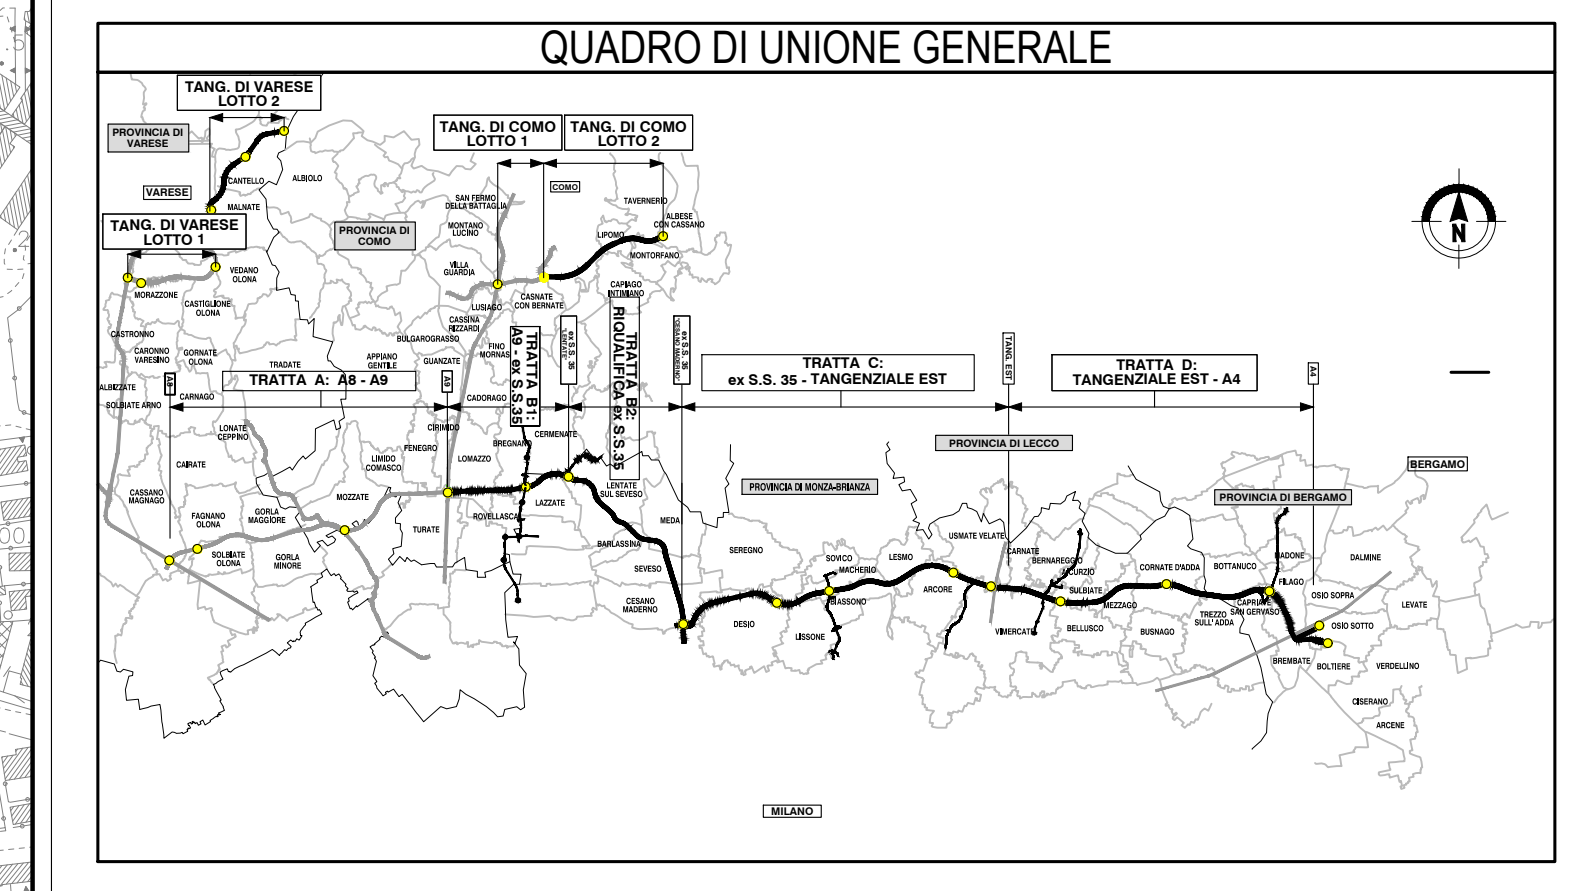 QUADRO DI UNIONE GENERALE
TANG. DI VARESE
LOTTO 2
PROVINCIA DI
VARESE
TANG. DI COMO
LOTTO 1
TANG. DI COMO
LOTTO 2
CANTELLO
ALBIOLO
VARESE
MALNATE
COMO
SAN FERMO
DELLA BATTAGLIA
TAVERNERIO
ALBESE
CON CASSANO
TANG. DI VARESE
LOTTO 1
PROVINCIA DI
COMO
MONTANO
LUCINO
LIPOMO
MONTORFANO
N
VEDANO
OLONA
VILLA
GUARDIA
MORAZZONE
CASTIGLIONE
OLONA
LUSIAGO
CASNATE
CON BERNATE
CAPIAGO
INTIMIANO
CASSINA
RIZZARDI
CASTRONNO
BULGAROGRASSO
CARONNO
VARESINO
GORNATE
OLONA
TRADATE
APPIANO
GENTILE
GUANZATE
FINO
MORNAS
TRATTA B1:
A9 - ex S.S.35
ex S.S. 35
"LENTATE"
TRATTA B2:
RIQUALIFICA ex S.S.35
ex S.S. 35
"CESANO MADERNO"
TRATTA C:
ex S.S. 35 - TANGENZIALE EST
TANG. EST
TRATTA D:
TANGENZIALE EST - A4
A4
ALBIZZATE
A8
TRATTA A: A8 - A9
A9
SOLBIATE ARNO
CARNAGO
CADORAGO
LONATE
CEPPINO
CIRIMIDO
FENEGRO
BREGNANO
CERMENATE
PROVINCIA DI LECCO
CAIRATE
LIMIDO
COMASCO
LOMAZZO
BERGAMO
CASSANO
MAGNAGO
MOZZATE
LENTATE
SUL SEVESO
PROVINCIA DI MONZA-BRIANZA
PROVINCIA DI BERGAMO
FAGNANO
OLONA
GORLA
MAGGIORE
TURATE
ROVELLASCA
LAZZATE
MEDA
SOLBIATE
OLONA
GORLA
MINORE
BARLASSINA
SEVESO
SEREGNO
SOVICO
MACHERIO
LESMO
USMATE VELATE
CARNATE
BERNAREGGIO
AICURZIO
CORNATE D'ADDA
BOTTANUCO
MADONE
DALMINE
CESANO
MADERNO
BIASSONO
ARCORE
SULBIATE
MEZZAGO
FILAGO
CAPRIATE
SAN GERVASO
OSIO SOPRA
LEVATE
DESIO
LISSONE
VIMERCATE
BELLUSCO
BUSNAGO
TREZZO
SULL' ADDA
OSIO SOTTO
BREMBATE
BOLTIERE
VERDELLINO
CISERANO
ARCENE
MILANO